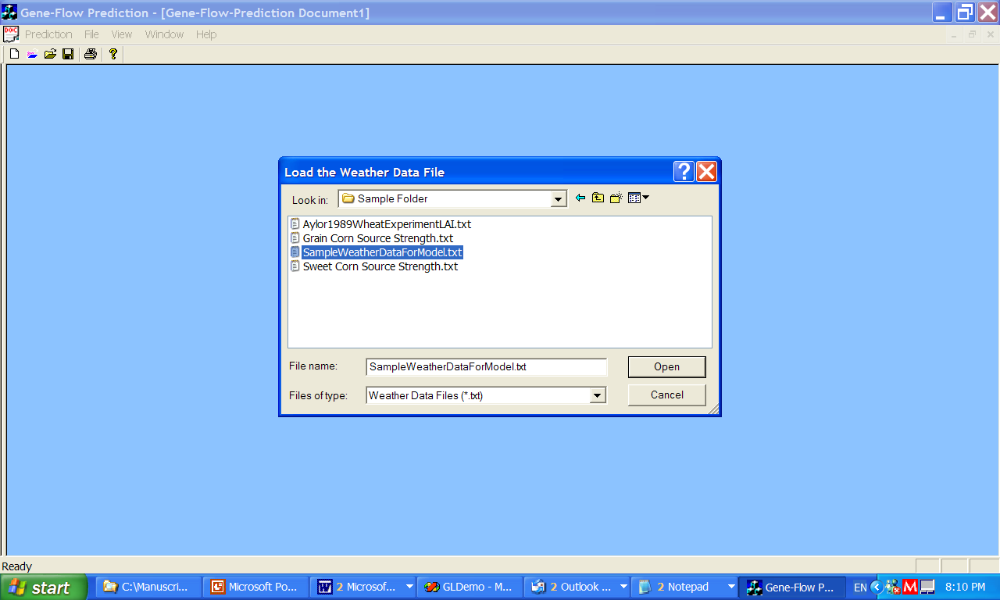 Gene-Flow Prediction - [Gene-Flow-Prediction Document1]
DOC Prediction File View Window Help
Load the Weather Data File
Look in: Sample Folder
Aylor1989WheatExperimentLAI.txt
Grain Corn Source Strength.txt
SampleWeatherDataForModel.txt
Sweet Corn Source Strength.txt
File name: SampleWeatherDataForModel.txt Open
Files of type: Weather Data Files (*.txt) Cancel
Ready
start C:\Manuscri... Microsoft Po... 2 Microsof... GLDemo - M... 2 Outlook ... 2 Notepad Gene-Flow P... EN M 8:10 PM